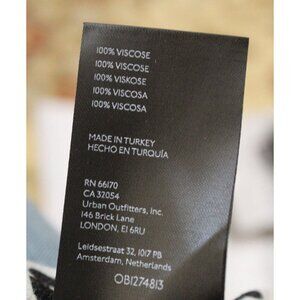 100% VISCOSE
100% VISCOSE
100% VISKOSE
100% VISCOSA
100% VISCOSA
MADE IN TURKEY
HECHO EN TURQUÍA
RN 66170
CA 32054
Urban Outfitters, Inc.
146 Brick Lane
LONDON, E1 6RU
Leidsestraat 32, 1017 PB
Amsterdam, Netherlands
OB1274813